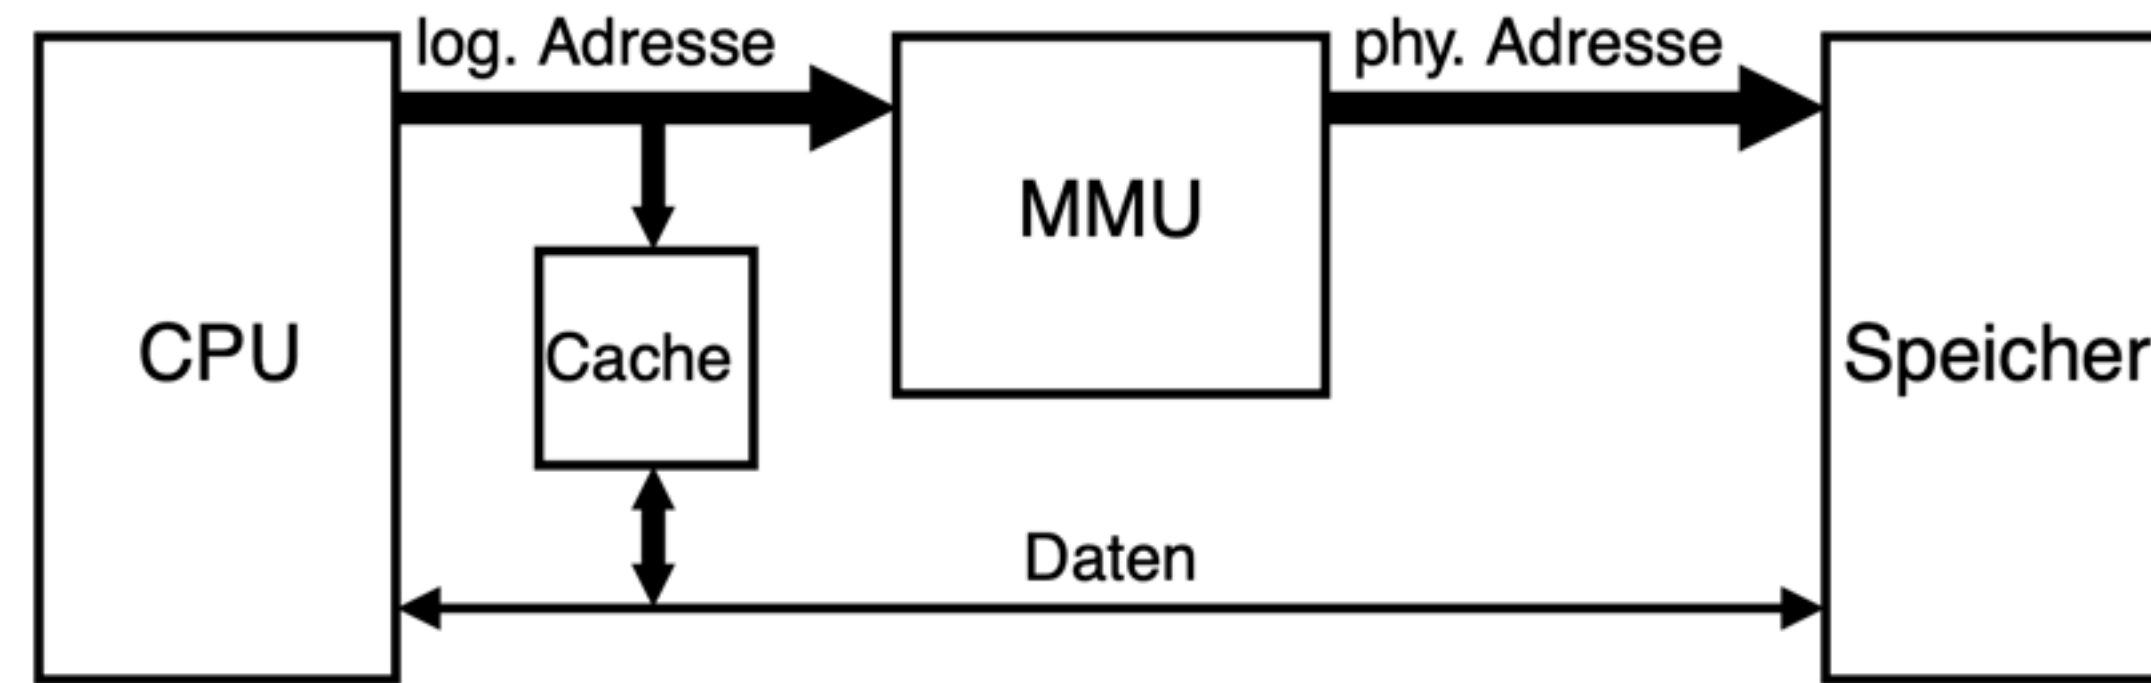 log. Adresse
phy. Adresse
MMU
CPU
Cache
Speicher
Daten